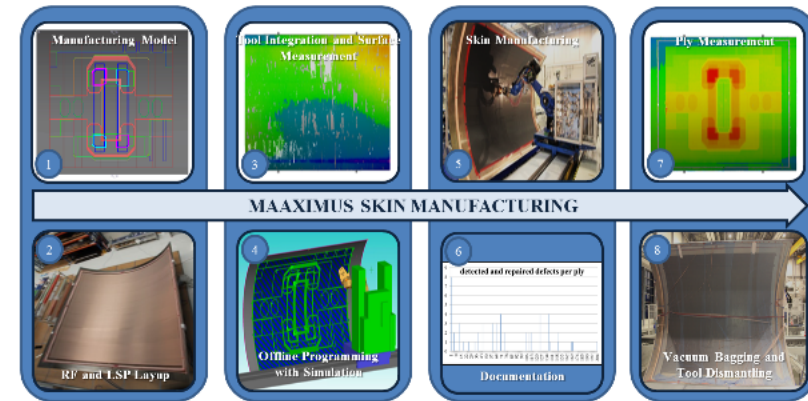 Manufacturing Model
1
Tool Integration and Surface
Measurement
3
Skin Manufacturing
5
Ply Measurement
7
MAAXIMUS SKIN MANUFACTURING
2
RF and LSP Layup
4
Offline Programming
with Simulation
6
detected and repaired defects per ply
Documentation
8
Vacuum Bagging and
Tool Dismantling